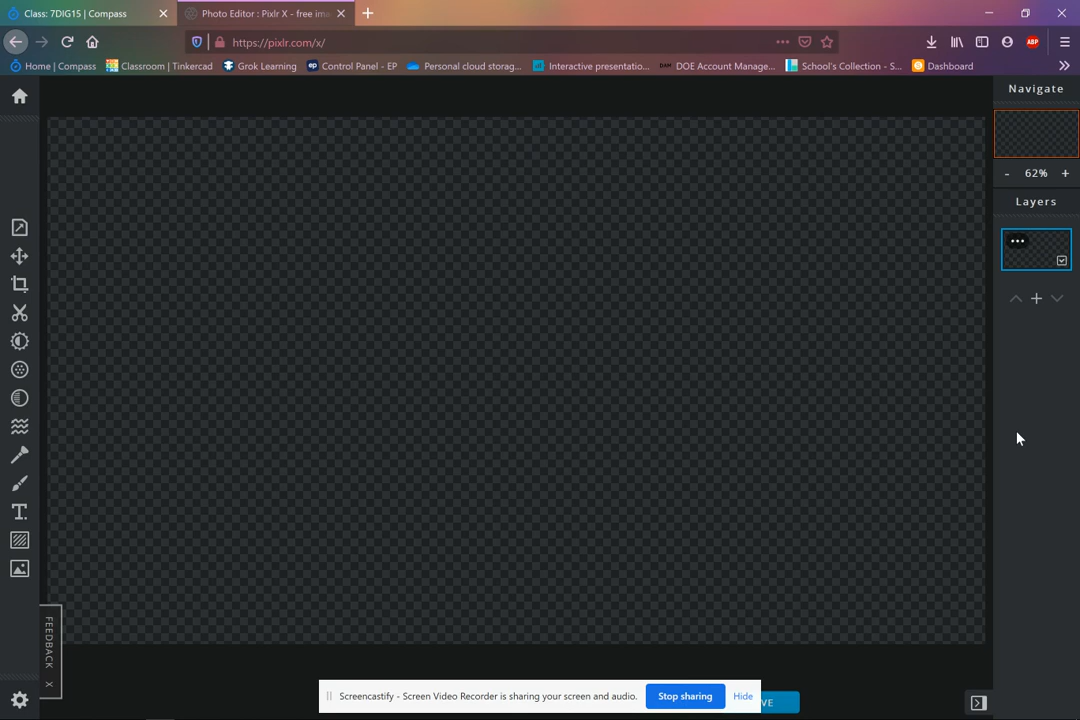 Class: 7DIG15 | Compass
Photo Editor : Pixlr X - free ima
https://pixlr.com/x/
ABP
Home | Compass
Classroom | Tinkercad
Grok Learning
ep Control Panel - EP
Personal cloud storag...
Interactive presentatio...
DOE Account Manage...
School's Collection - S...
Dashboard
Navigate
- 62% +
Layers
T.
FEEDBACK X
Screencastify - Screen Video Recorder is sharing your screen and audio.
Stop sharing
Hide
VE